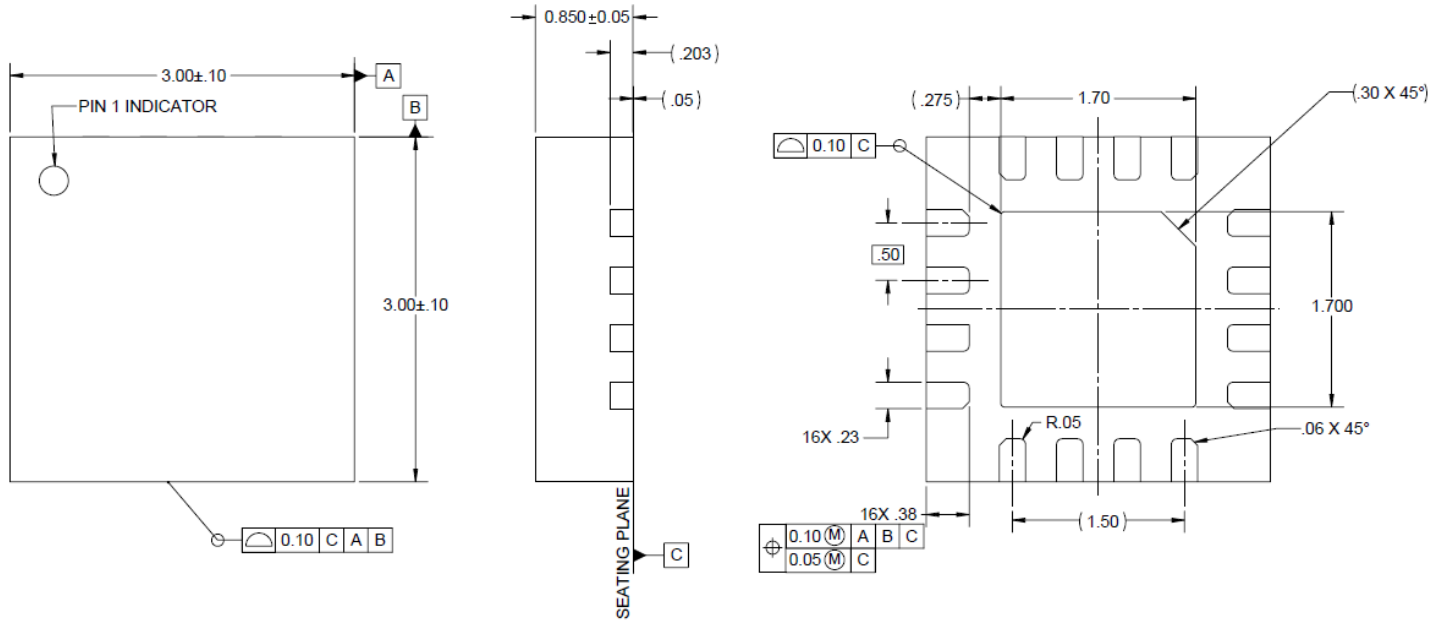 3.00±.10
A
B
PIN 1 INDICATOR
3.00±.10
0.10 C A B
0.850±0.05
(.203)
(.05)
SEATING PLANE
C
(.275)
1.70
(.30 X 45°)
0.10 C
.50
1.700
16X .23
R.05
.06 X 45°
16X .38
(1.50)
0.10 Ⓜ A B C
0.05 Ⓜ C